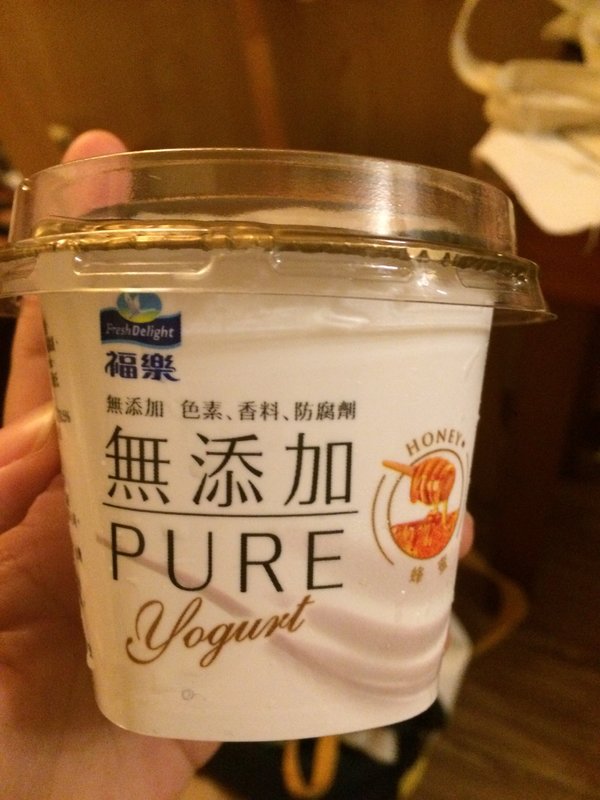 FreshDelight
福樂
無添加 色素、香料、防腐劑
無添加
PURE
Yogurt
HONEY
蜂蜜